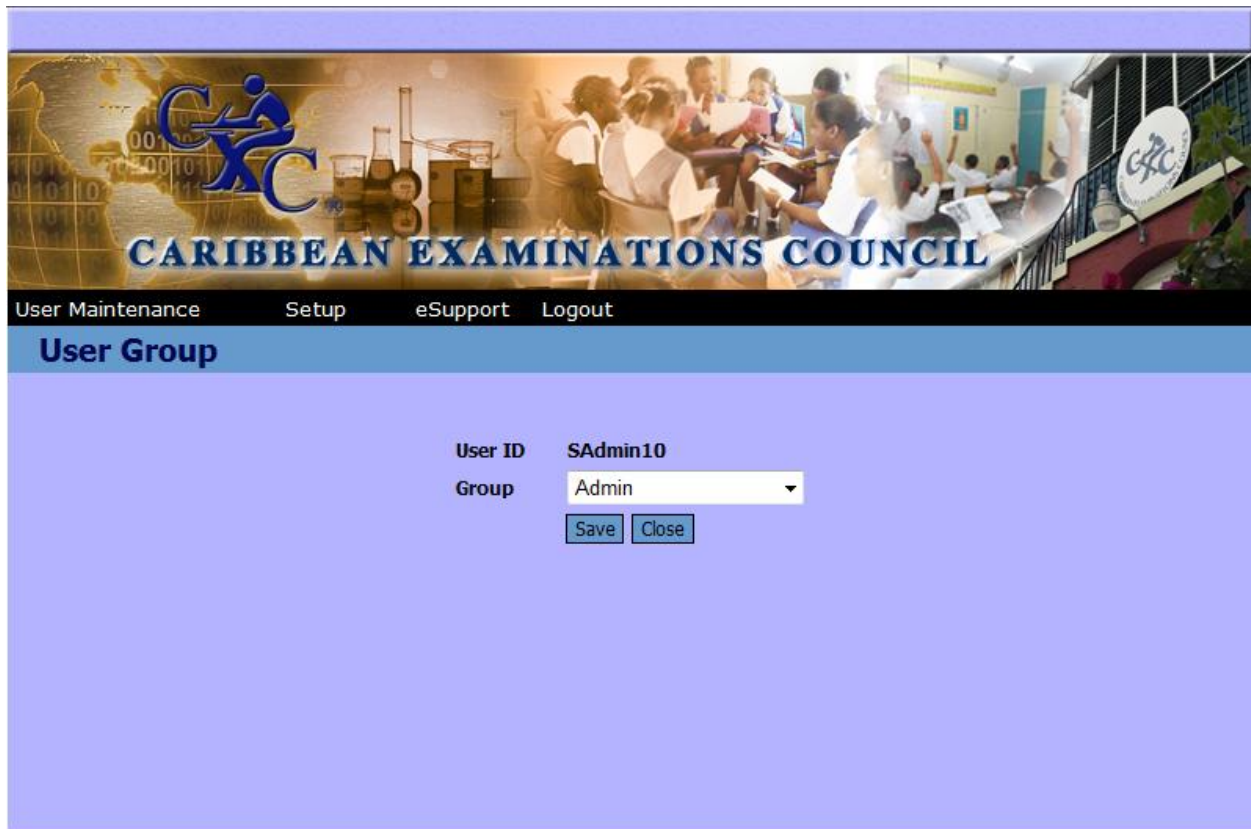 CXC
CARIBBEAN EXAMINATIONS COUNCIL
User Maintenance Setup eSupport Logout
User Group
User ID SAdmin10
Group Admin
Save Close